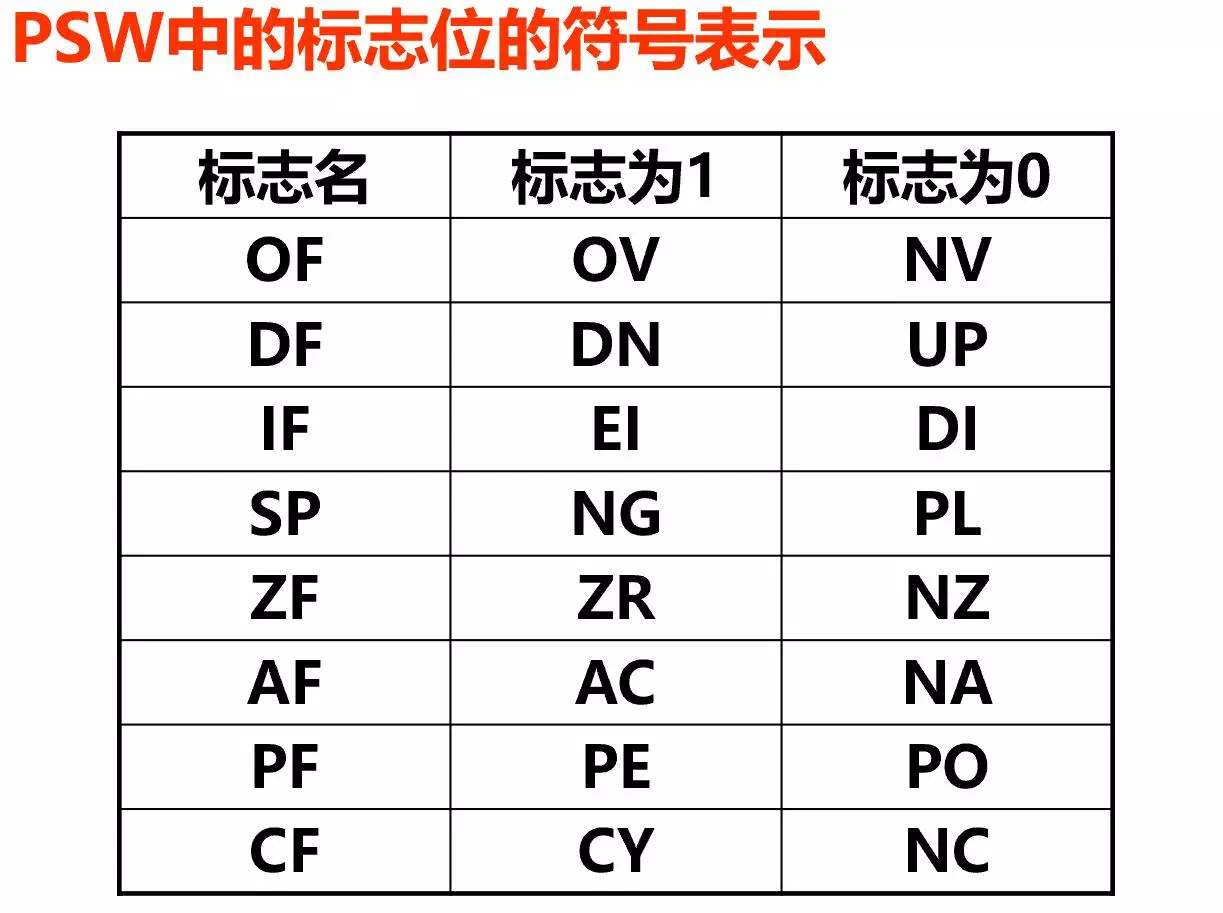 PSW中的标志位的符号表示
标志名 标志为1 标志为0
OF OV NV
DF DN UP
IF EI DI
SP NG PL
ZF ZR NZ
AF AC NA
PF PE PO
CF CY NC